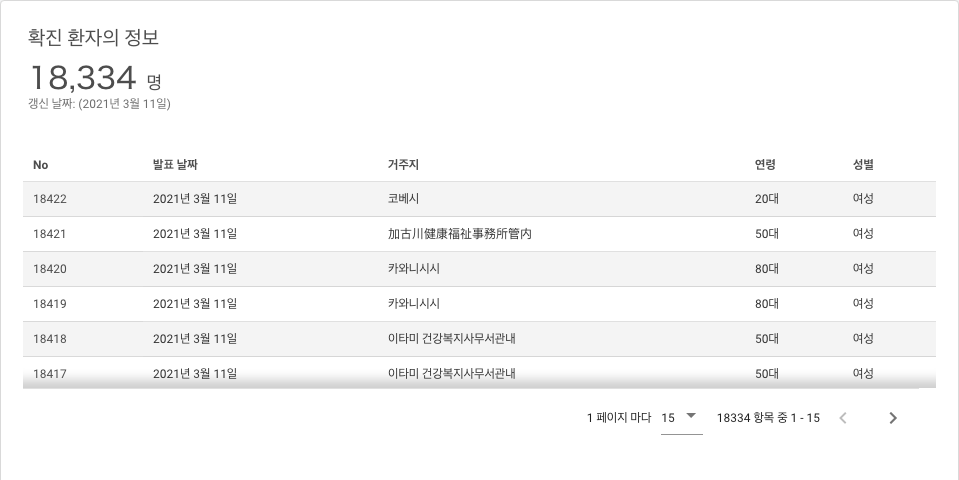 확진 환자의 정보
18,334 명
갱신 날짜: (2021년 3월 11일)
No 발표 날짜 거주지 연령 성별
18422 2021년 3월 11일 코베시 20대 여성
18421 2021년 3월 11일 加古川健康福祉事務所管内 50대 여성
18420 2021년 3월 11일 카와니시시 80대 여성
18419 2021년 3월 11일 카와니시시 80대 여성
18418 2021년 3월 11일 이타미 건강복지사무서관내 50대 여성
18417 2021년 3월 11일 이타미 건강복지사무서관내 50대 여성
1 페이지 마다 15 18334 항목 중 1 - 15